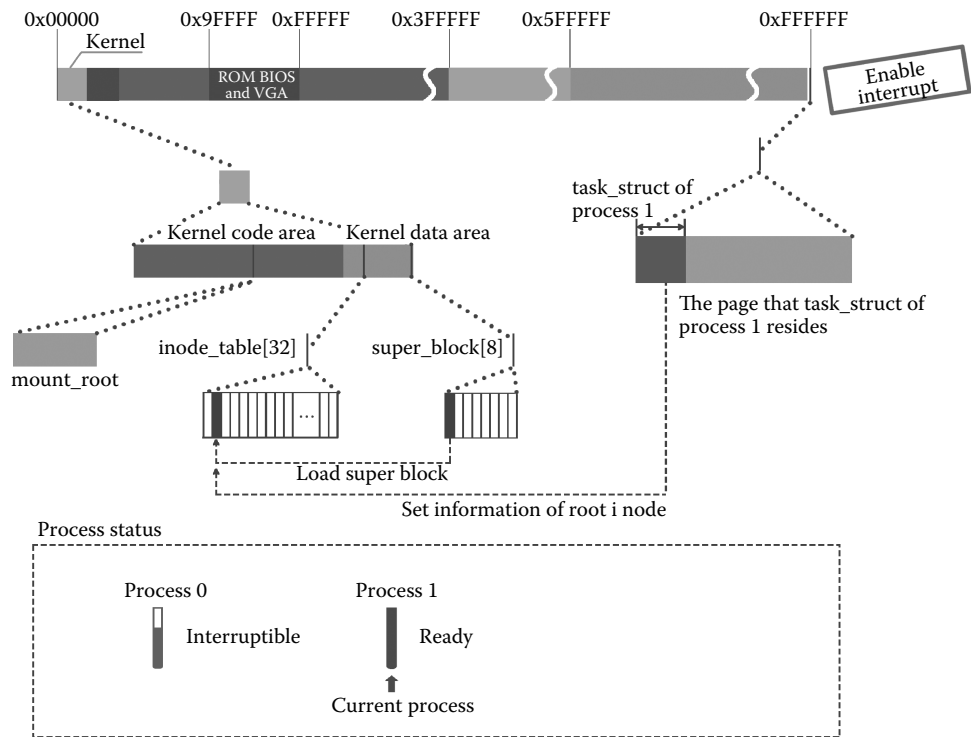 0x00000
0x9FFFF
0xFFFFF
0x3FFFFF
0x5FFFFF
0xFFFFFF
Kernel
ROM BIOS
and VGA
Enable
interrupt
task_struct of
process 1
Kernel code area
Kernel data area
The page that task_struct of
process 1 resides
mount_root
inode_table[32]
super_block[8]
...
Load super block
Set information of root i node
Process status
Process 0
Process 1
Interruptible
Ready
Current process